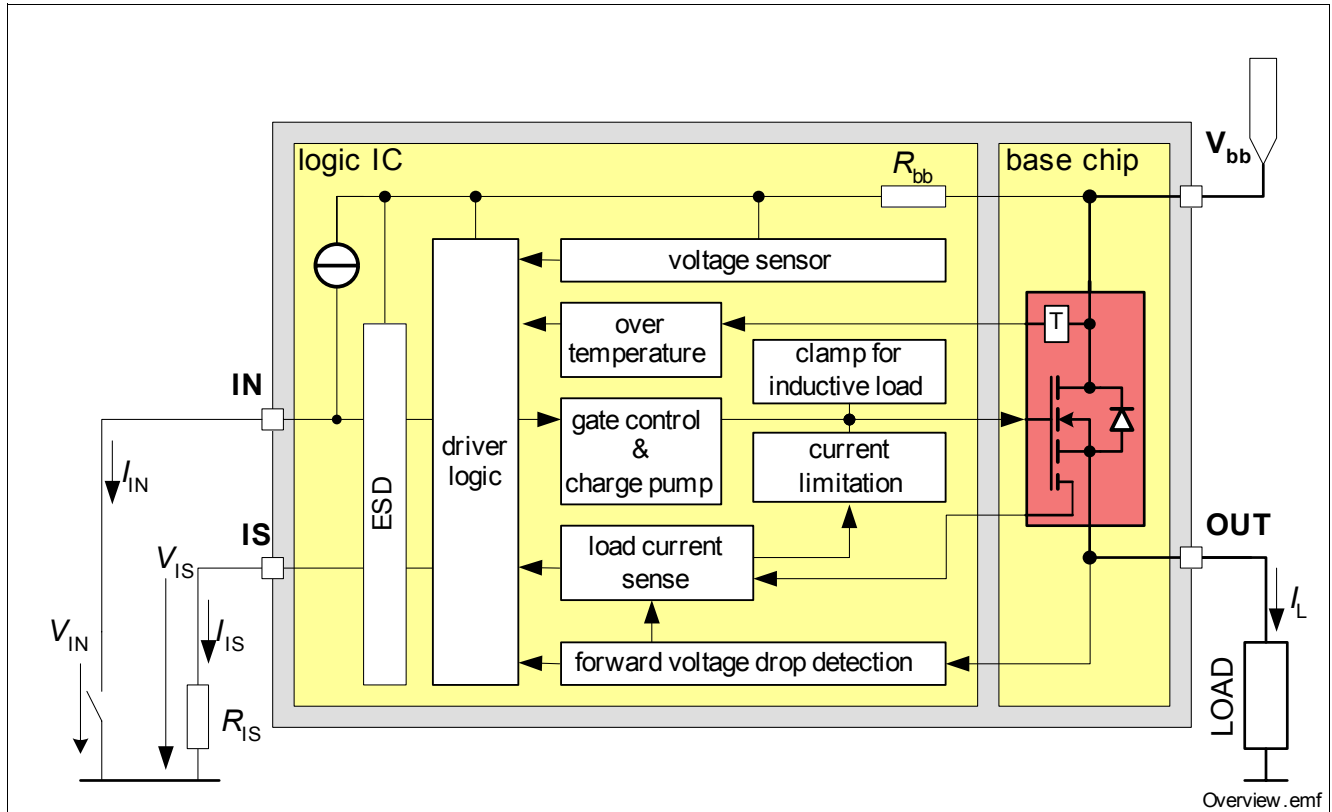 logic IC
base chip
V_bb
R_bb
voltage sensor
over
temperature
T
clamp for
inductive load
IN
gate control
&
charge pump
driver
logic
current
limitation
I_IN
ESD
IS
OUT
load current
sense
V_IS
I_L
V_IN
I_IS
forward voltage drop detection
R_IS
LOAD
Overview.emf